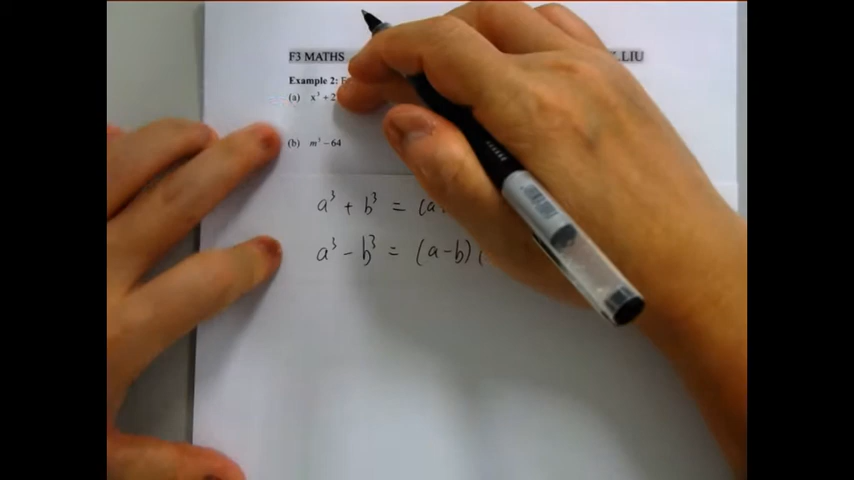 F3 MATHS .LIU
Example 2:
(a) x³ + 2
(b) m³ – 64
a³ + b³ = (a
a³ - b³ = (a-b) (